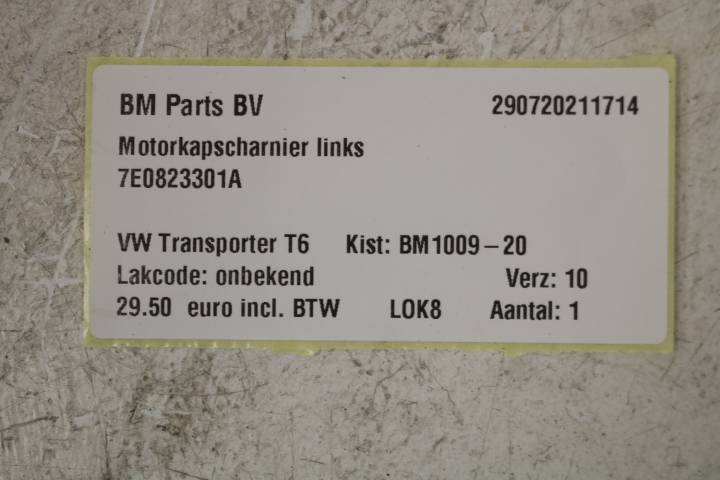 BM Parts BV 290720211714
Motorkapscharnier links
7E0823301A
VW Transporter T6 Kist: BM1009-20
Lakcode: onbekend Verz: 10
29.50 euro incl. BTW LOK8 Aantal: 1